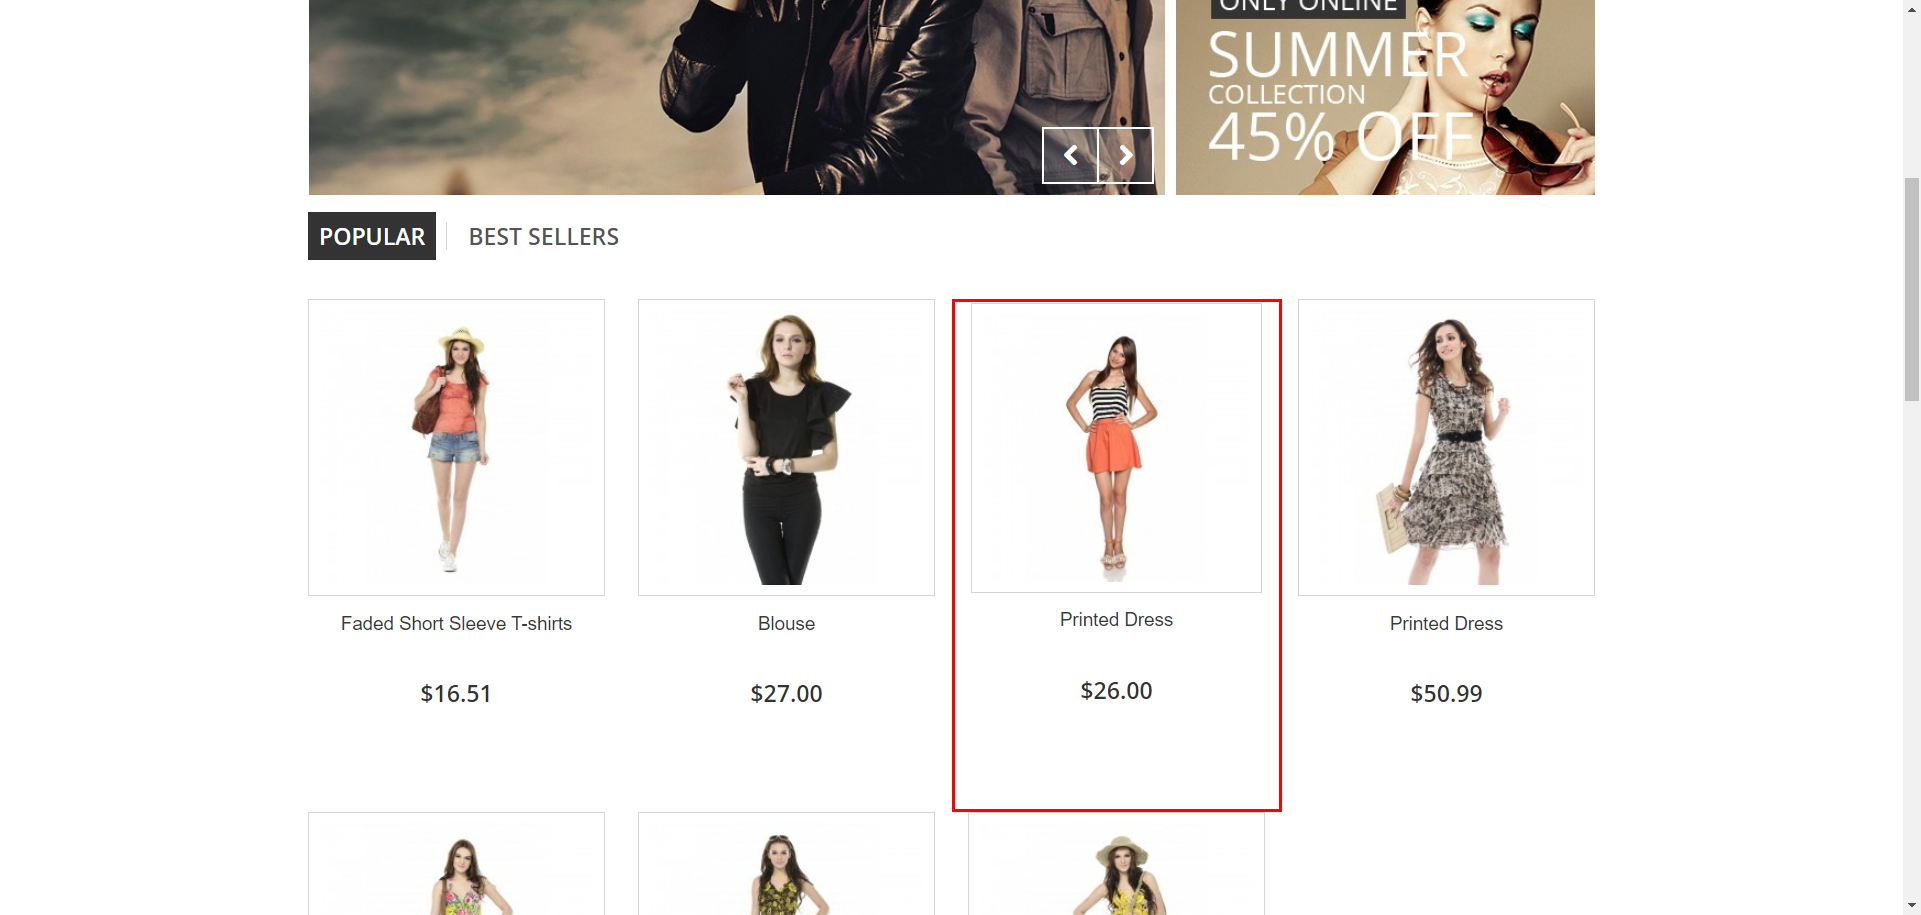 ONLY ONLINE
SUMMER
COLLECTION
45% OFF
POPULAR
BEST SELLERS
Faded Short Sleeve T-shirts
$16.51
Blouse
$27.00
Printed Dress
$26.00
Printed Dress
$50.99